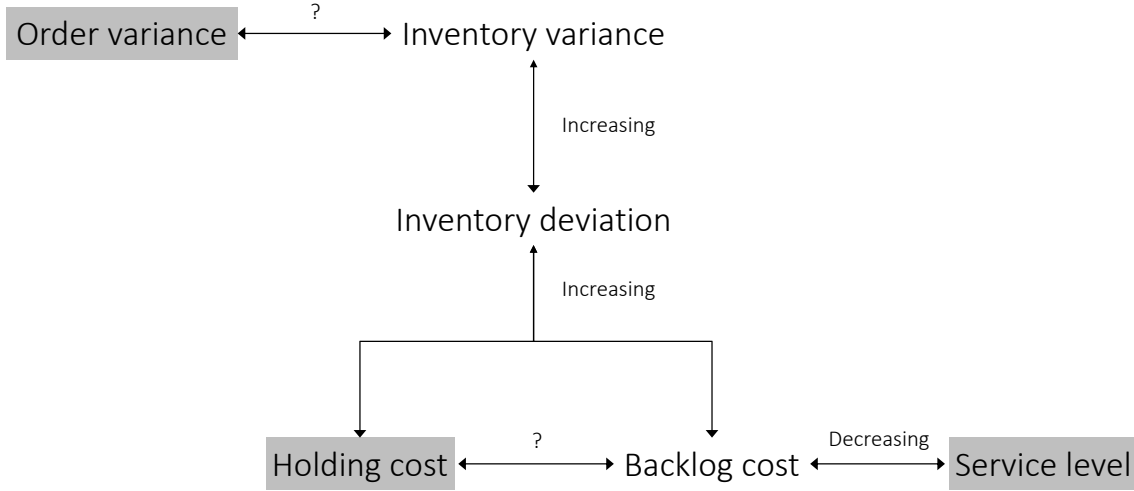 ?
Order variance
Inventory variance
Increasing
Inventory deviation
Increasing
?
Decreasing
Holding cost
Backlog cost
Service level